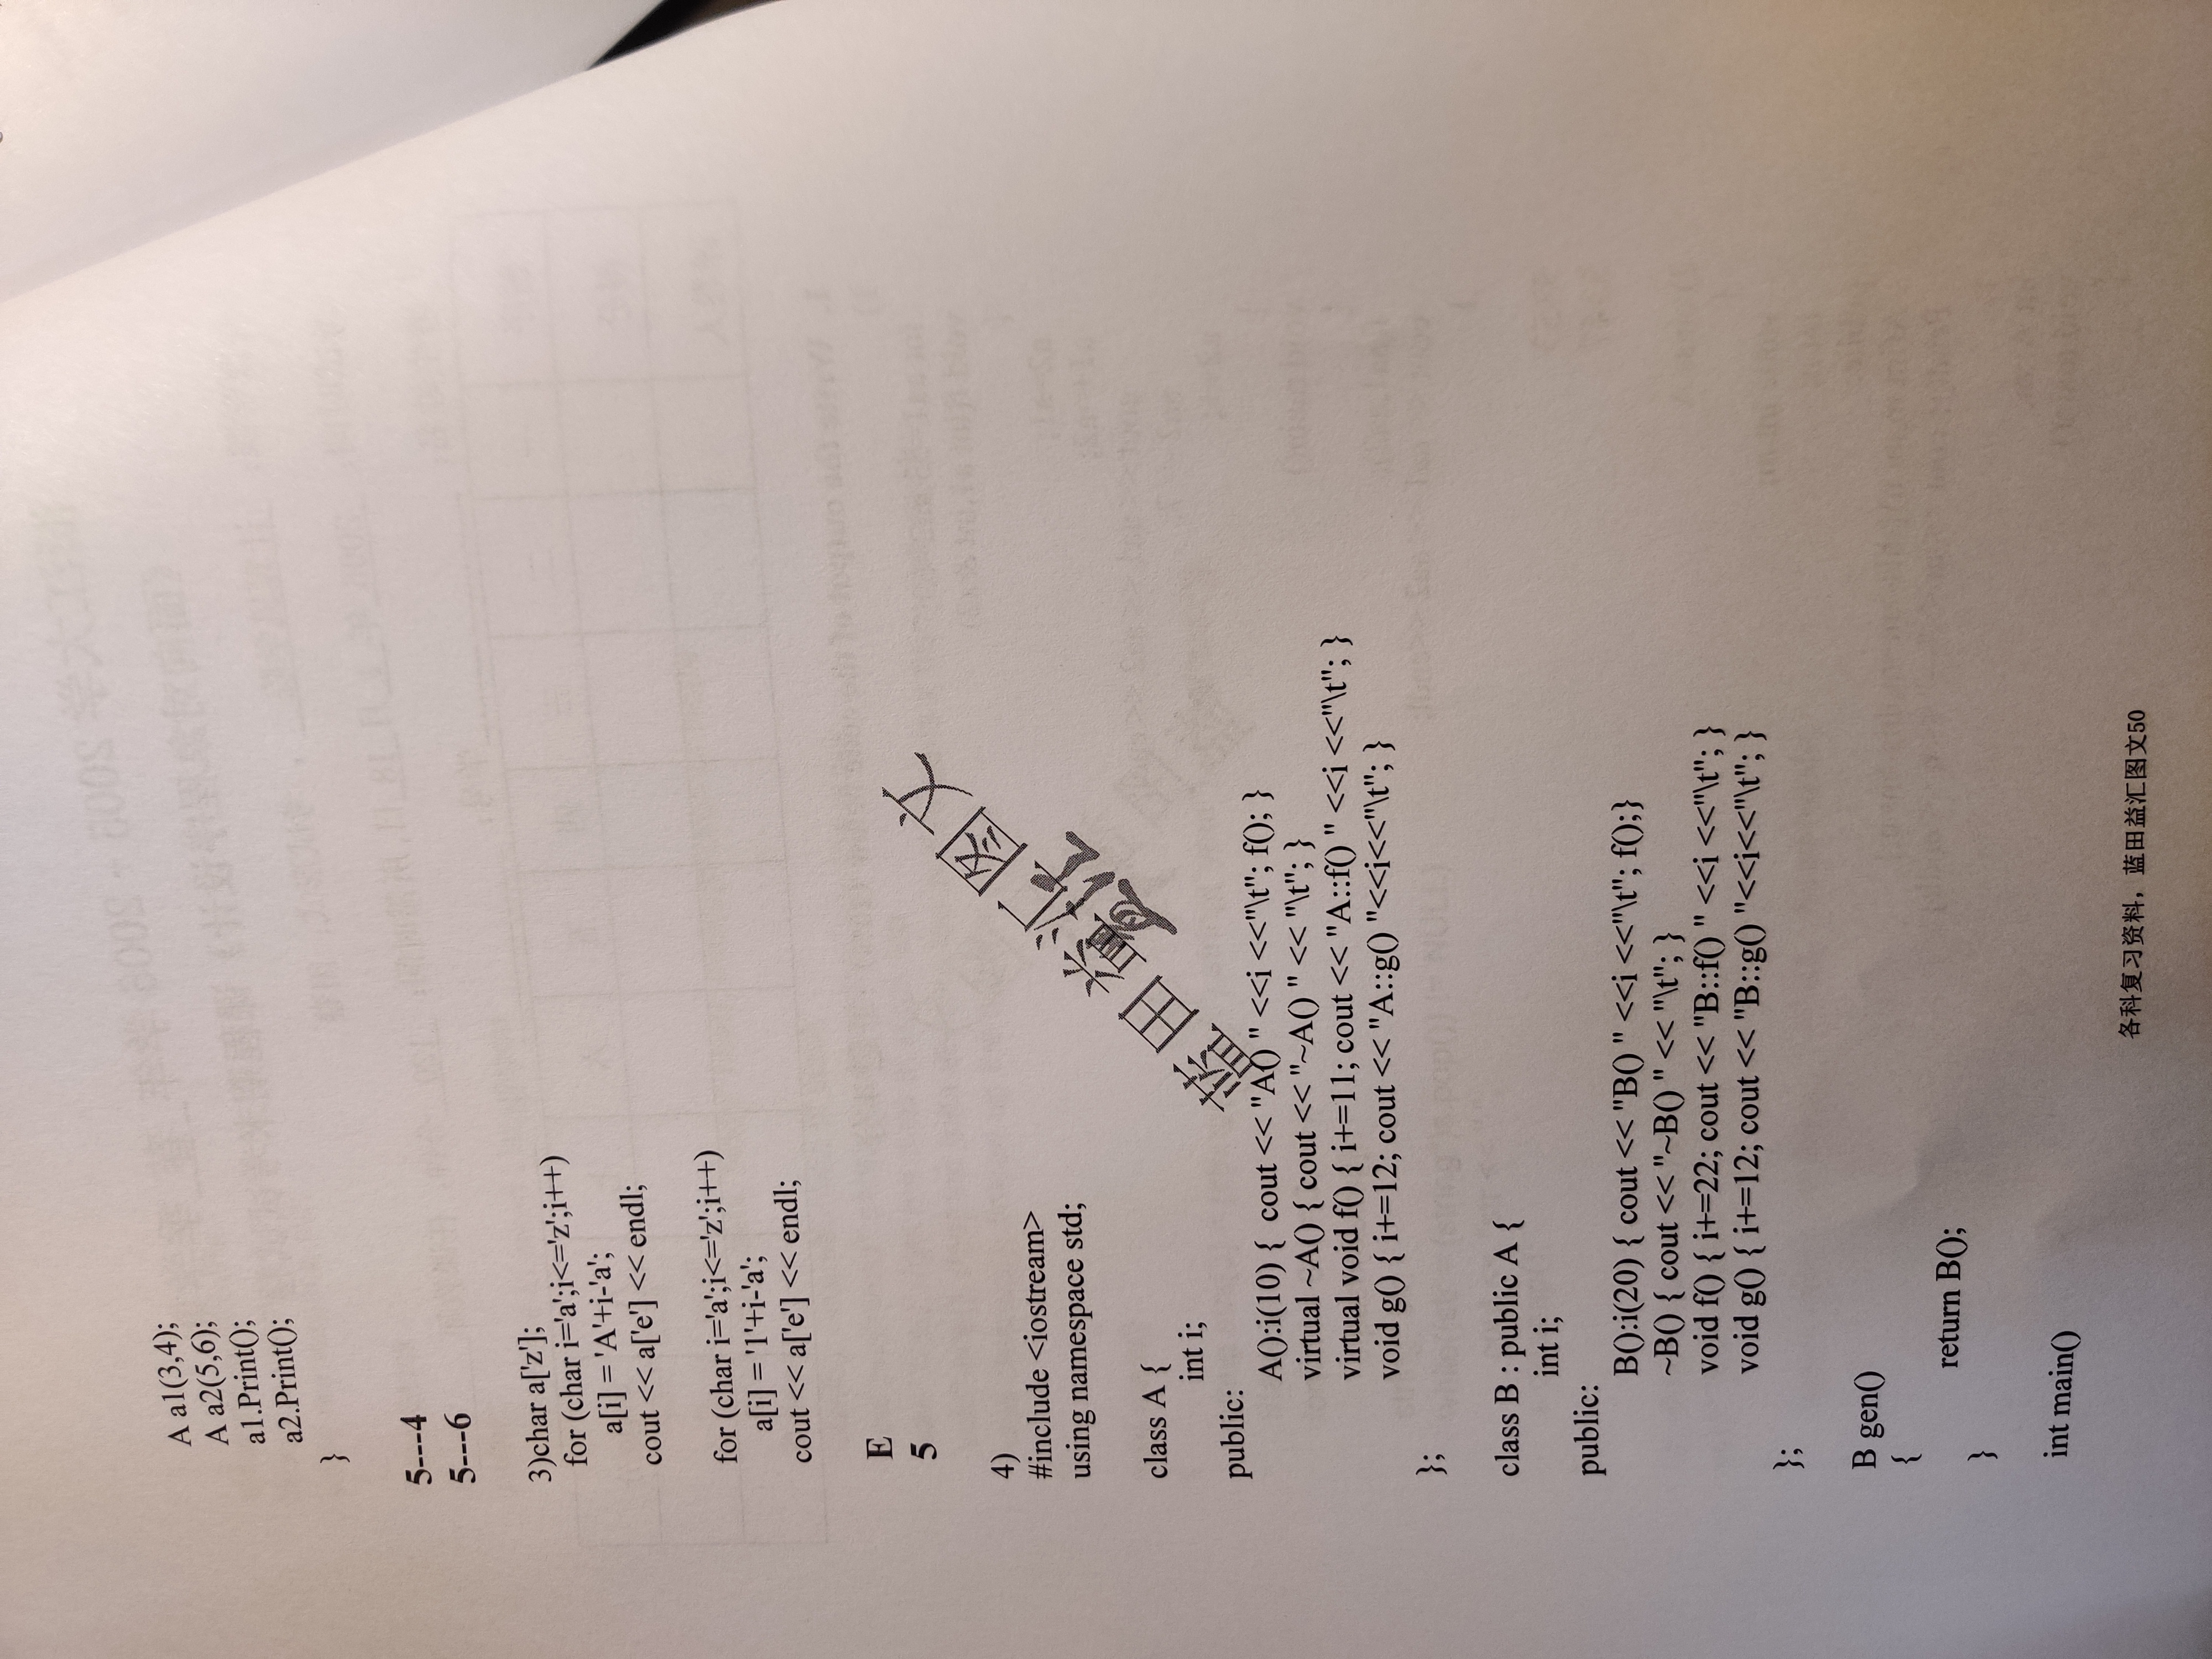 A a1(3,4);
A a2(5,6);
a1.Print();
a2.Print();
}
5---4
5---6
3)char a['z'];
for (char i='a';i<='z';i++)
a[i] = 'A'+i-'a';
cout << a['e'] << endl;
for (char i='a';i<='z';i++)
a[i] = '1'+i-'a';
cout << a['e'] << endl;
E
5
4)
#include <iostream>
using namespace std;
class A {
int i;
public:
A():i(10) { cout << "A() " <<i <<"\t"; f(); }
virtual ~A() { cout << "~A() " << "\t"; }
virtual void f() { i+=11; cout << "A::f() " <<i <<"\t"; }
void g() { i+=12; cout << "A::g() "<<i<<"\t"; }
};
class B : public A {
int i;
public:
B():i(20) { cout << "B() " <<i <<"\t"; f();}
~B() { cout << "~B() " << "\t"; }
void f() { i+=22; cout << "B::f() " <<i <<"\t"; }
void g() { i+=12; cout << "B::g() "<<i<<"\t"; }
};
B gen()
{
return B();
}
int main()
蓝田益汇图文
益汇
各科复习资料，蓝田益汇图文50